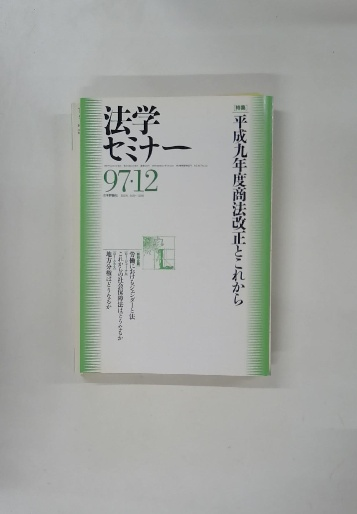 法学
セミナー
97・12
特集
平成九年度商法改正とこれから
労働におけるジェンダーと法
これからの社会保障法はどうなるか
地方分権はどうなるか